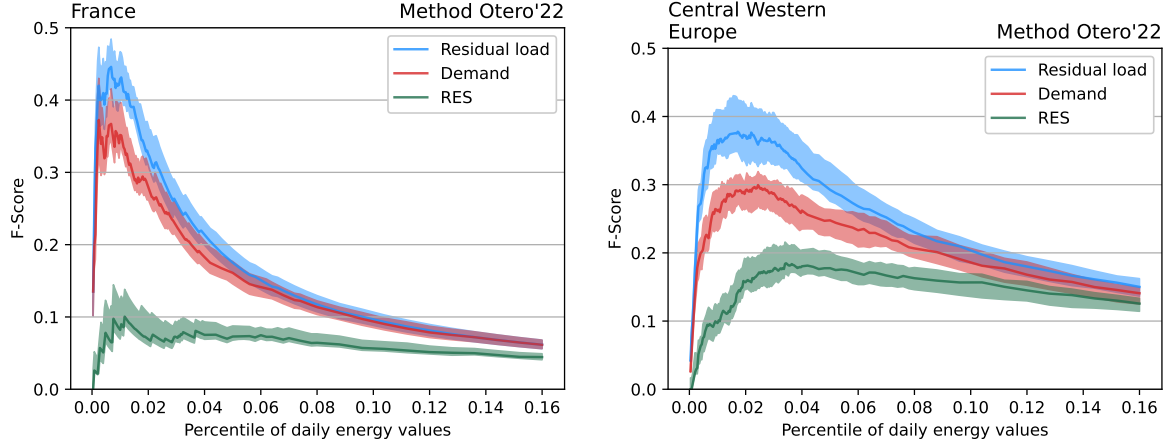 France Method Otero'22
0.5
0.4
0.3
0.2
0.1
0.0
F-Score
Residual load
Demand
RES
0.00 0.02 0.04 0.06 0.08 0.10 0.12 0.14 0.16
Percentile of daily energy values
Central Western
Europe Method Otero'22
0.5
0.4
0.3
0.2
0.1
0.0
F-Score
Residual load
Demand
RES
0.00 0.02 0.04 0.06 0.08 0.10 0.12 0.14 0.16
Percentile of daily energy values